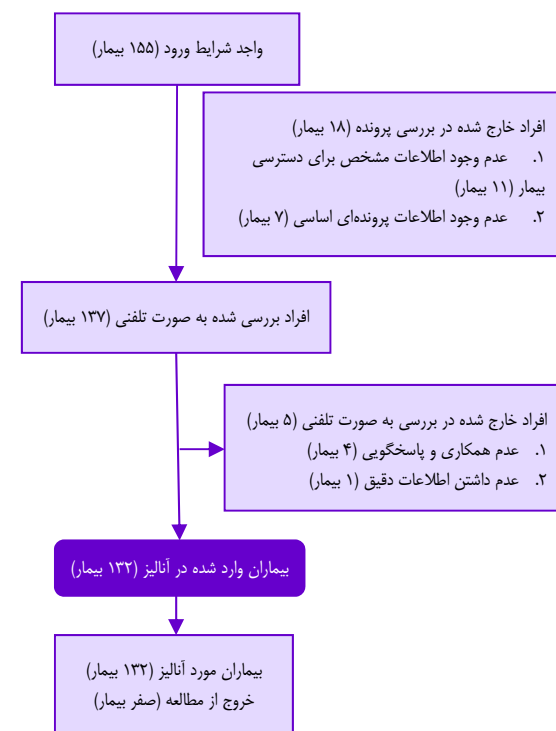 واجد شرایط ورود (۱۵۵ بیمار)
افراد خارج شده در بررسی پرونده (۱۸ بیمار)
۱. عدم وجود اطلاعات مشخص برای دسترسی
بیمار (۱۱ بیمار)
۲. عدم وجود اطلاعات پرونده‌ای اساسی (۷ بیمار)
افراد بررسی شده به صورت تلفنی (۱۳۷ بیمار)
افراد خارج شده در بررسی به صورت تلفنی (۵ بیمار)
۱. عدم همکاری و پاسخگویی (۴ بیمار)
۲. عدم داشتن اطلاعات دقیق (۱ بیمار)
بیماران وارد شده در آنالیز (۱۳۲ بیمار)
بیماران مورد آنالیز (۱۳۲ بیمار)
خروج از مطالعه (صفر بیمار)